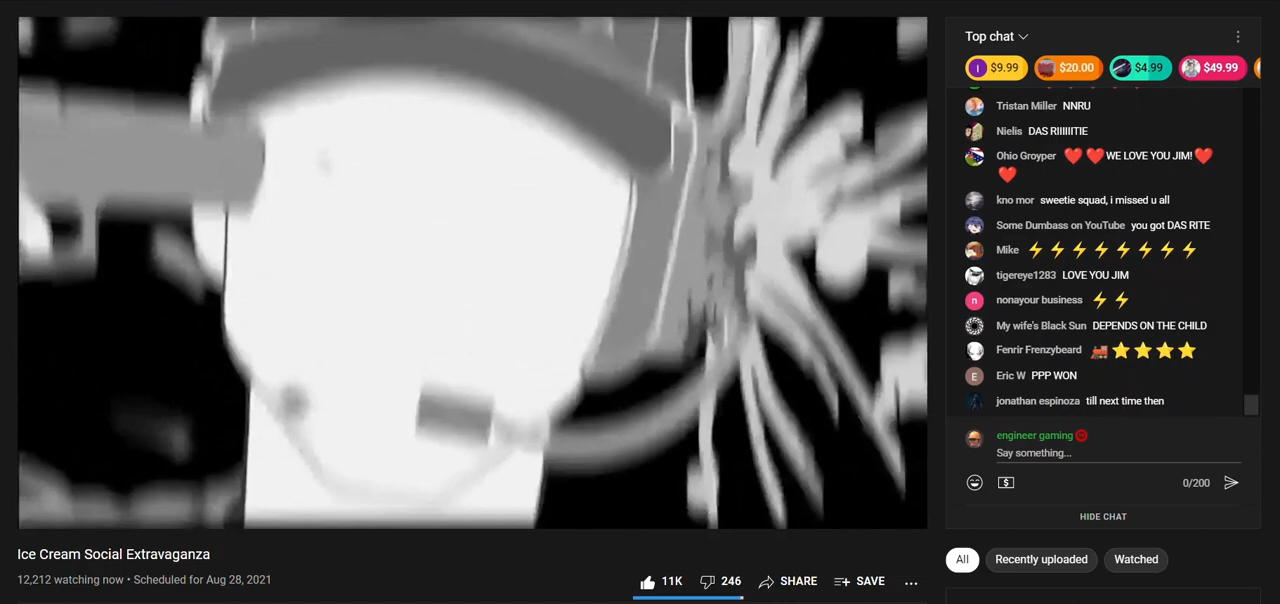 Top chat
$9.99 $20.00 $4.99 $49.99
Tristan Miller NNRU
Nielis DAS RIIIIITIE
Ohio Groyper WE LOVE YOU JIM!
kno mor sweetie squad, i missed u all
Some Dumbass on YouTube you got DAS RITE
Mike
tigereye1283 LOVE YOU JIM
n nonayour business
My wife's Black Sun DEPENDS ON THE CHILD
Fenrir Frenzybeard
E Eric W PPP WON
jonathan espinoza till next time then
engineer gaming
Say something...
0/200
HIDE CHAT
Ice Cream Social Extravaganza
12,212 watching now • Scheduled for Aug 28, 2021
11K 246 SHARE SAVE
All Recently uploaded Watched